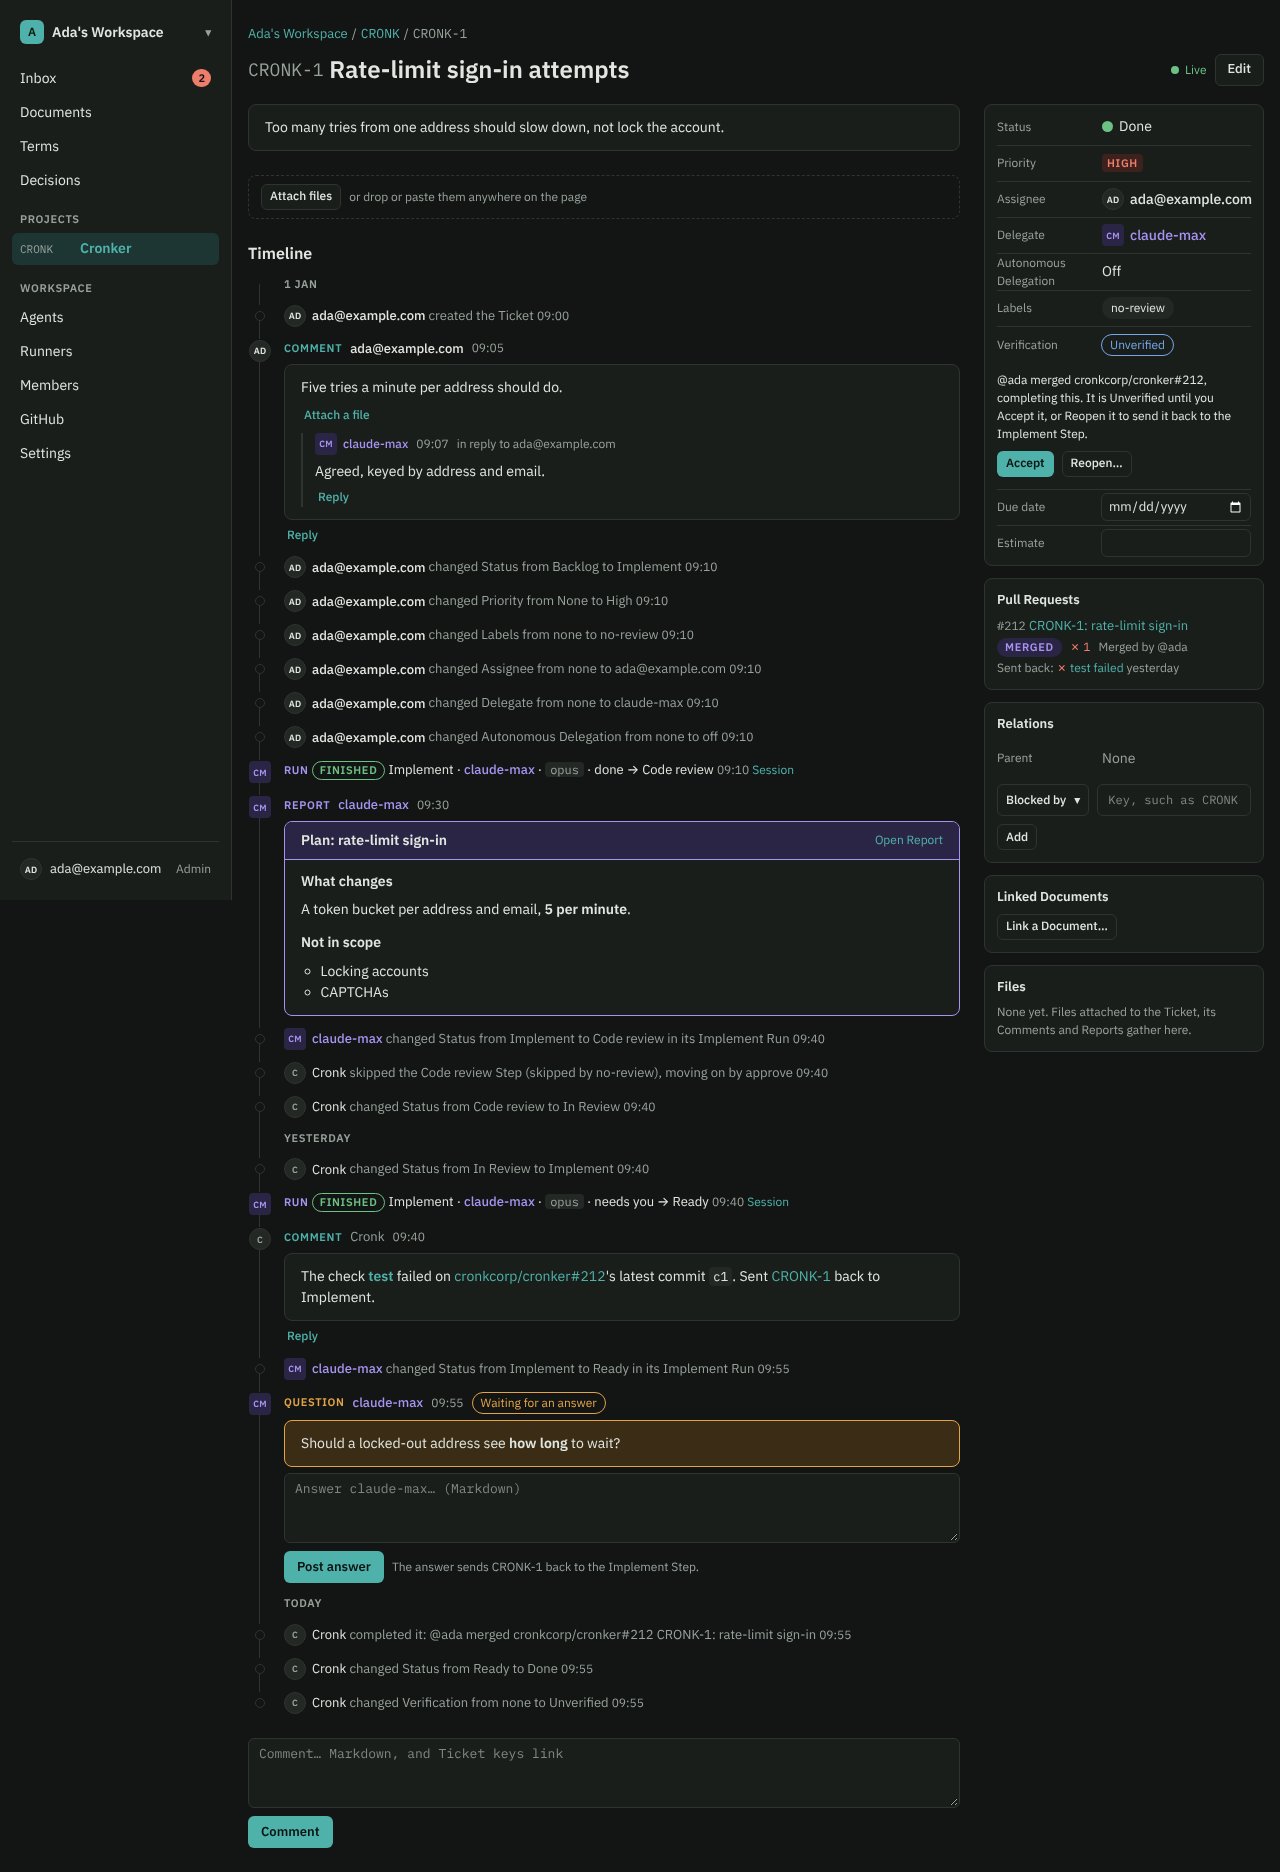 A Ada's Workspace ▾
Inbox 2
Documents
Terms
Decisions
PROJECTS
CRONK Cronker
WORKSPACE
Agents
Runners
Members
GitHub
Settings
AD ada@example.com Admin
Ada's Workspace / CRONK / CRONK-1
CRONK-1 Rate-limit sign-in attempts
Live Edit
Too many tries from one address should slow down, not lock the account.
Attach files or drop or paste them anywhere on the page
Timeline
1 JAN
AD ada@example.com created the Ticket 09:00
AD COMMENT ada@example.com 09:05
Five tries a minute per address should do.
Attach a file
CM claude-max 09:07 in reply to ada@example.com
Agreed, keyed by address and email.
Reply
Reply
AD ada@example.com changed Status from Backlog to Implement 09:10
AD ada@example.com changed Priority from None to High 09:10
AD ada@example.com changed Labels from none to no-review 09:10
AD ada@example.com changed Assignee from none to ada@example.com 09:10
AD ada@example.com changed Delegate from none to claude-max 09:10
AD ada@example.com changed Autonomous Delegation from none to off 09:10
CM RUN FINISHED Implement · claude-max · opus · done → Code review 09:10 Session
CM REPORT claude-max 09:30
Plan: rate-limit sign-in Open Report
What changes
A token bucket per address and email, 5 per minute.
Not in scope
Locking accounts
CAPTCHAs
CM claude-max changed Status from Implement to Code review in its Implement Run 09:40
C Cronk skipped the Code review Step (skipped by no-review), moving on by approve 09:40
C Cronk changed Status from Code review to In Review 09:40
YESTERDAY
C Cronk changed Status from In Review to Implement 09:40
CM RUN FINISHED Implement · claude-max · opus · needs you → Ready 09:40 Session
C COMMENT Cronk 09:40
The check test failed on cronkcorp/cronker#212's latest commit c1. Sent CRONK-1 back to
Implement.
Reply
CM claude-max changed Status from Implement to Ready in its Implement Run 09:55
CM QUESTION claude-max 09:55 Waiting for an answer
Should a locked-out address see how long to wait?
Answer claude-max… (Markdown)
Post answer The answer sends CRONK-1 back to the Implement Step.
TODAY
C Cronk completed it: @ada merged cronkcorp/cronker#212 CRONK-1: rate-limit sign-in 09:55
C Cronk changed Status from Ready to Done 09:55
C Cronk changed Verification from none to Unverified 09:55
Comment… Markdown, and Ticket keys link
Comment
Status Done
Priority HIGH
Assignee AD ada@example.com
Delegate CM claude-max
Autonomous
Delegation Off
Labels no-review
Verification Unverified
@ada merged cronkcorp/cronker#212,
completing this. It is Unverified until you
Accept it, or Reopen it to send it back to the
Implement Step.
Accept Reopen…
Due date mm/dd/yyyy
Estimate
Pull Requests
#212 CRONK-1: rate-limit sign-in
MERGED × 1 Merged by @ada
Sent back: × test failed yesterday
Relations
Parent None
Blocked by ▾ Key, such as CRONK
Add
Linked Documents
Link a Document…
Files
None yet. Files attached to the Ticket, its
Comments and Reports gather here.